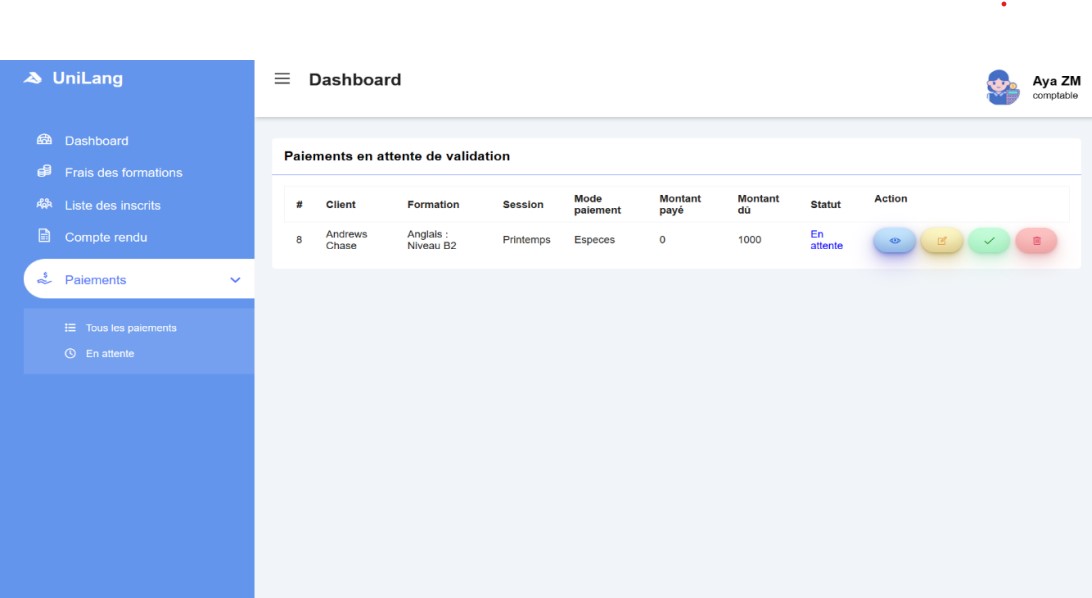 UniLang
Dashboard
Aya ZM
comptable
Dashboard
Frais des formations
Liste des inscrits
Compte rendu
Paiements
Tous les paiements
En attente
Paiements en attente de validation
# Client Formation Session Mode paiement Montant payé Montant dû Statut Action
8 Andrews Chase Anglais : Niveau B2 Printemps Especes 0 1000 En attente